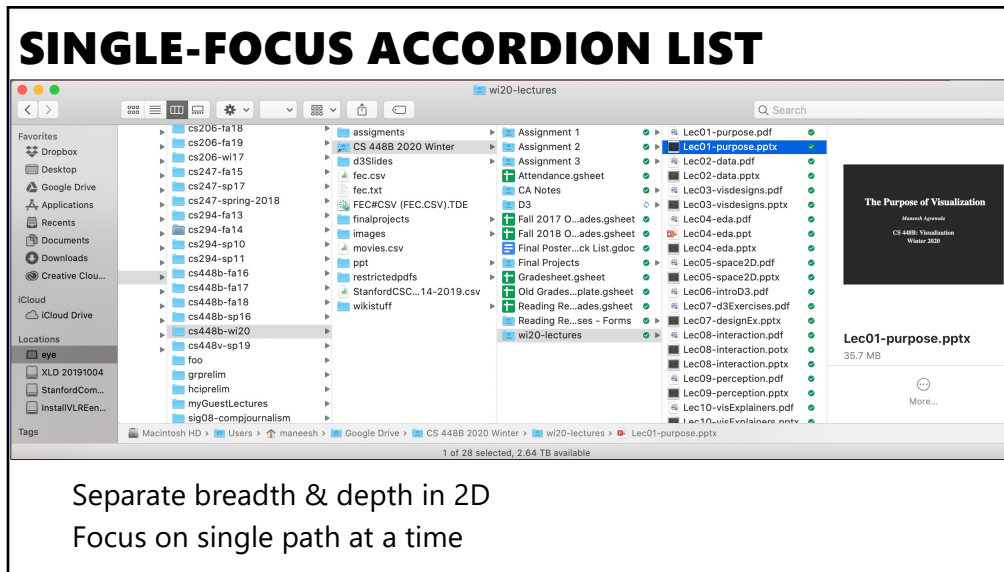 SINGLE-FOCUS ACCORDION LIST
wi20-lectures
Search
Favorites
Dropbox
Desktop
Google Drive
Applications
Recents
Documents
Downloads
Creative Clou...
iCloud
iCloud Drive
Locations
eye
XLD 20191004
StanfordCom...
InstallVLREen...
Tags
cs206-fa18
cs206-fa19
cs206-wi17
cs247-fa15
cs247-sp17
cs247-spring-2018
cs294-fa13
cs294-fa14
cs294-sp10
cs294-sp11
cs448b-fa16
cs448b-fa17
cs448b-fa18
cs448b-sp16
cs448b-wi20
cs448v-sp19
foo
grprelim
hciprelim
myGuestLectures
sig08-compjournalism
assigments
CS 448B 2020 Winter
d3Slides
fec.csv
fec.txt
FEC#CSV (FEC.CSV).TDE
finalprojects
images
movies.csv
ppt
restrictedpdfs
StanfordCSC...14-2019.csv
wikistuff
Assignment 1
Assignment 2
Assignment 3
Attendance.gsheet
CA Notes
D3
Fall 2017 O...ades.gsheet
Fall 2018 O...ades.gsheet
Final Poster...ck List.gdoc
Final Projects
Gradesheet.gsheet
Old Grades...plate.gsheet
Reading Re...ades.gsheet
Reading Re...ses - Forms
wi20-lectures
Lec01-purpose.pdf
Lec01-purpose.pptx
Lec02-data.pdf
Lec02-data.pptx
Lec03-visdesigns.pdf
Lec03-visdesigns.pptx
Lec04-eda.pdf
Lec04-eda.ppt
Lec04-eda.pptx
Lec05-space2D.pdf
Lec05-space2D.pptx
Lec06-introD3.pdf
Lec07-d3Exercises.pdf
Lec07-designEx.pptx
Lec08-interaction.pdf
Lec08-interaction.pptx
Lec08-interaction.pptx
Lec09-perception.pdf
Lec09-perception.pptx
Lec10-visExplainers.pdf
Lec10-visExplainers.pptx
The Purpose of Visualization
Maneesh Agrawala
CS 448B: Visualization
Winter 2020
Lec01-purpose.pptx
35.7 MB
More...
Macintosh HD › Users › maneesh › Google Drive › CS 448B 2020 Winter › wi20-lectures › Lec01-purpose.pptx
1 of 28 selected, 2.64 TB available
Separate breadth & depth in 2D
Focus on single path at a time